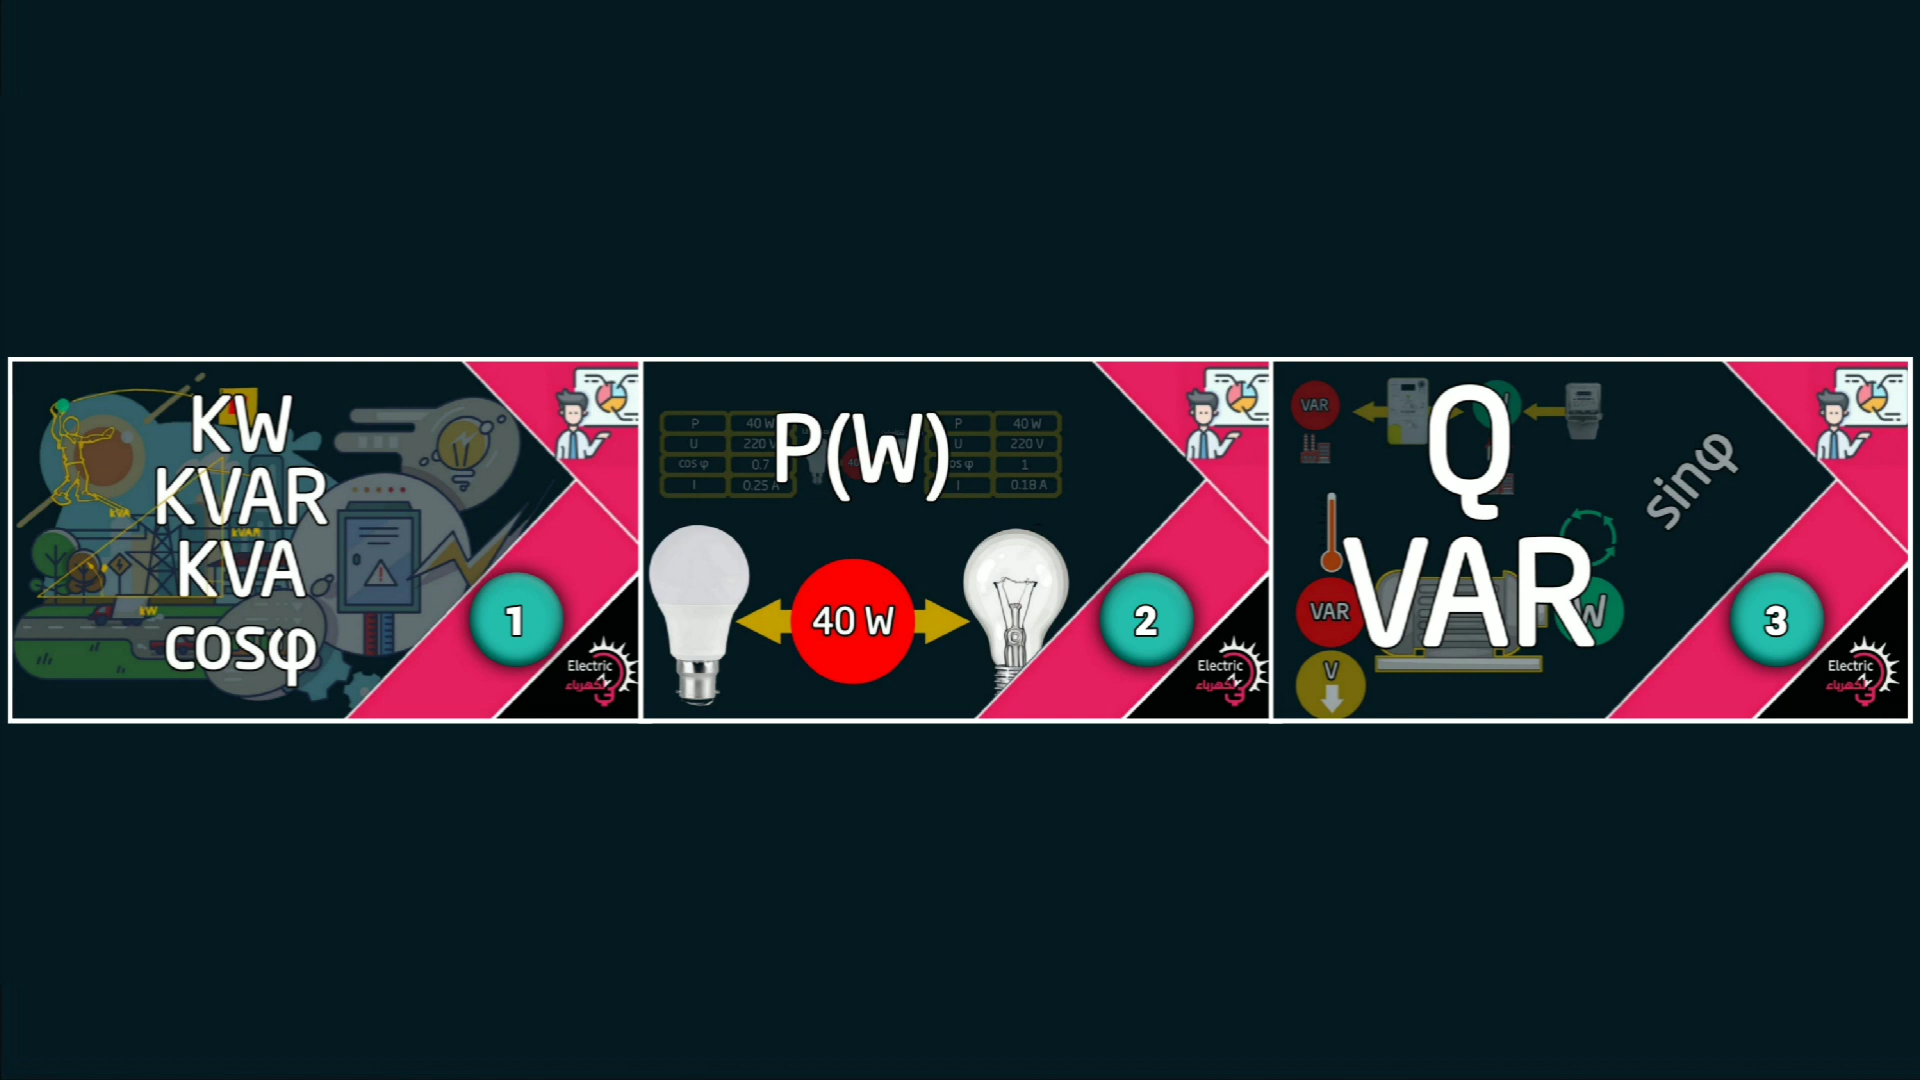 KW
KVAR
KVA
cosφ
KVA
KVAR
KW
1
Electric
كهرباء
P(W)
P 40 W
U 220 V
cos φ 0.7
I 0.25 A
P 40 W
U 220 V
cos φ 1
I 0.18 A
40 W
2
Electric
كهرباء
Q
VAR
sinφ
VAR
VAR
W
V
3
Electric
كهرباء